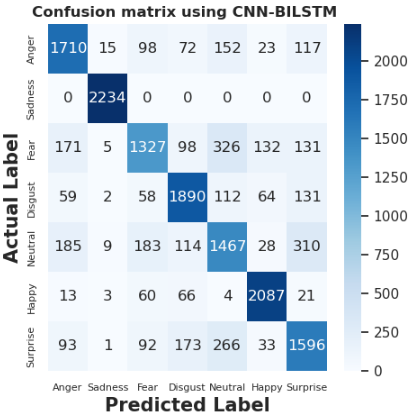 Confusion matrix using CNN-BILSTM
Actual Label
Anger 1710 15 98 72 152 23 117
Sadness 0 2234 0 0 0 0 0
Fear 171 5 1327 98 326 132 131
Disgust 59 2 58 1890 112 64 131
Neutral 185 9 183 114 1467 28 310
Happy 13 3 60 66 4 2087 21
Surprise 93 1 92 173 266 33 1596
Anger Sadness Fear Disgust Neutral Happy Surprise
Predicted Label
2000
1750
1500
1250
1000
750
500
250
0